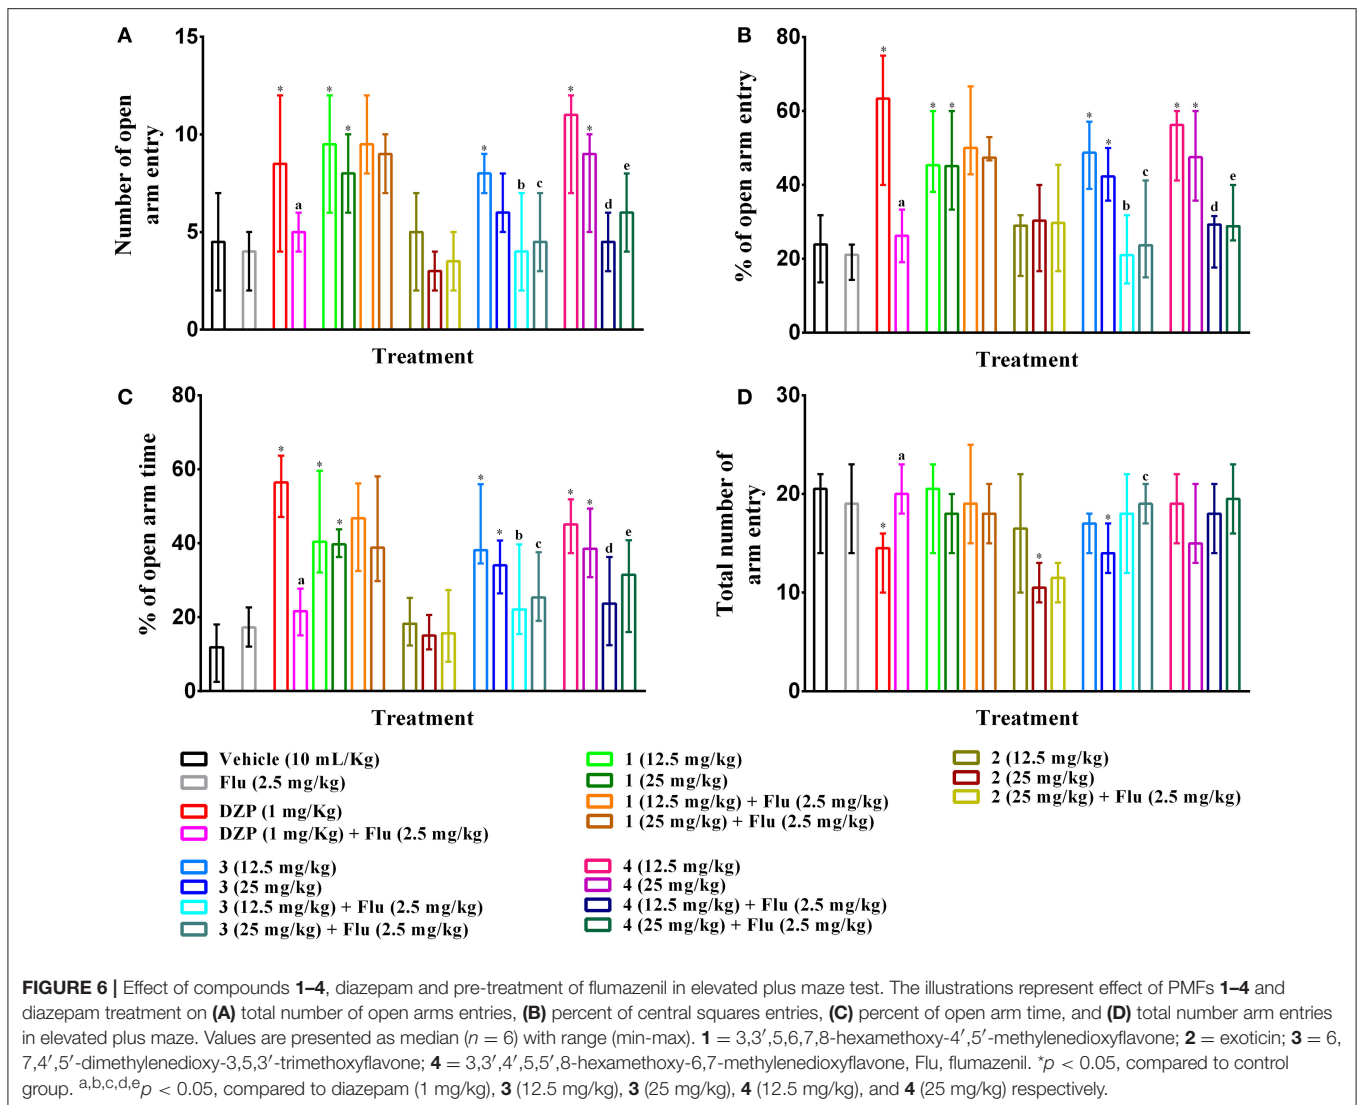 A
15
10
5
0
Number of open
arm entry
* a * * * b c * * d e
Treatment
B
80
60
40
20
0
% of open arm entry
* a * * * * b c * * d e
Treatment
C
80
60
40
20
0
% of open arm time
* a * * * * b c * * d e
Treatment
D
30
20
10
0
Total number of
arm entry
* a * * c
Treatment
Vehicle (10 mL/Kg)
Flu (2.5 mg/kg)
DZP (1 mg/Kg)
DZP (1 mg/Kg) + Flu (2.5 mg/kg)
1 (12.5 mg/kg)
1 (25 mg/kg)
1 (12.5 mg/kg) + Flu (2.5 mg/kg)
1 (25 mg/kg) + Flu (2.5 mg/kg)
2 (12.5 mg/kg)
2 (25 mg/kg)
2 (25 mg/kg) + Flu (2.5 mg/kg)
3 (12.5 mg/kg)
3 (25 mg/kg)
3 (12.5 mg/kg) + Flu (2.5 mg/kg)
3 (25 mg/kg) + Flu (2.5 mg/kg)
4 (12.5 mg/kg)
4 (25 mg/kg)
4 (12.5 mg/kg) + Flu (2.5 mg/kg)
4 (25 mg/kg) + Flu (2.5 mg/kg)
FIGURE 6 | Effect of compounds 1–4, diazepam and pre-treatment of flumazenil in elevated plus maze test. The illustrations represent effect of PMFs 1–4 and
diazepam treatment on (A) total number of open arms entries, (B) percent of central squares entries, (C) percent of open arm time, and (D) total number arm entries
in elevated plus maze. Values are presented as median (n = 6) with range (min-max). 1 = 3,3′,5,6,7,8-hexamethoxy-4′,5′-methylenedioxyflavone; 2 = exoticin; 3 = 6,
7,4′,5′-dimethylenedioxy-3,5,3′-trimethoxyflavone; 4 = 3,3′,4′,5,5′,8-hexamethoxy-6,7-methylenedioxyflavone, Flu, flumazenil. *p < 0.05, compared to control
group. a,b,c,d,ep < 0.05, compared to diazepam (1 mg/kg), 3 (12.5 mg/kg), 3 (25 mg/kg), 4 (12.5 mg/kg), and 4 (25 mg/kg) respectively.